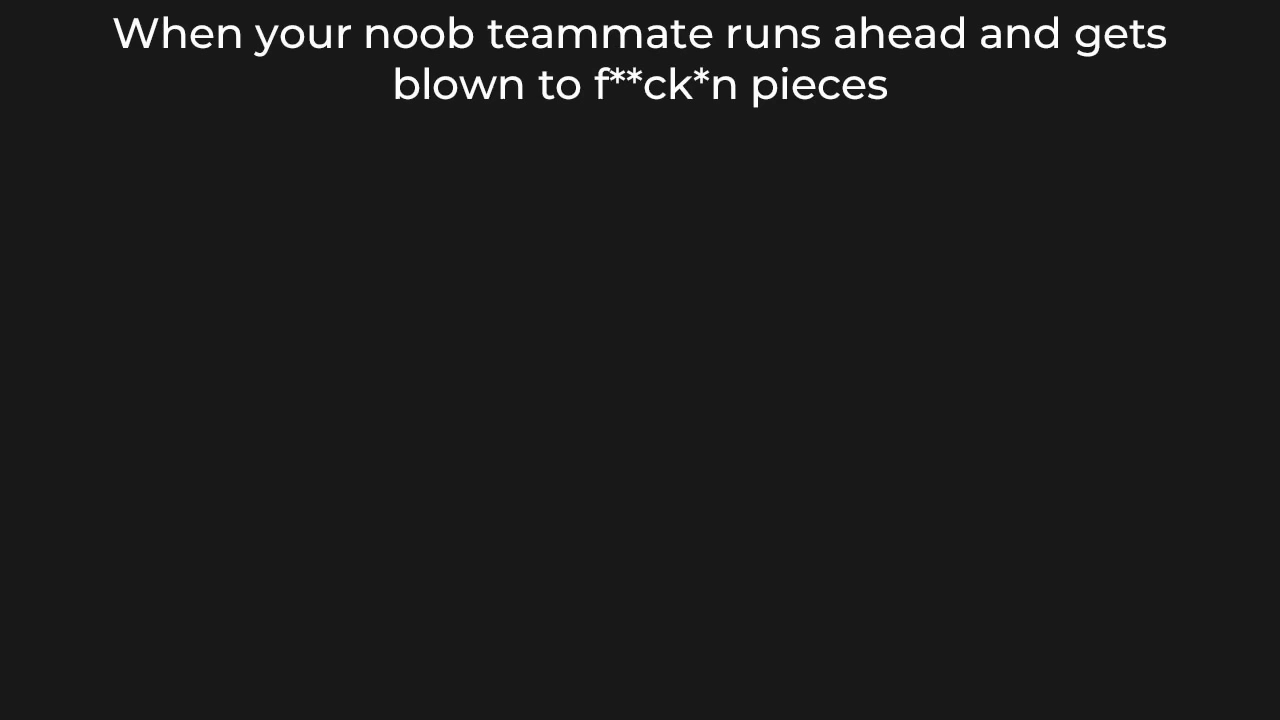 When your noob teammate runs ahead and gets
blown to f**ck*n pieces